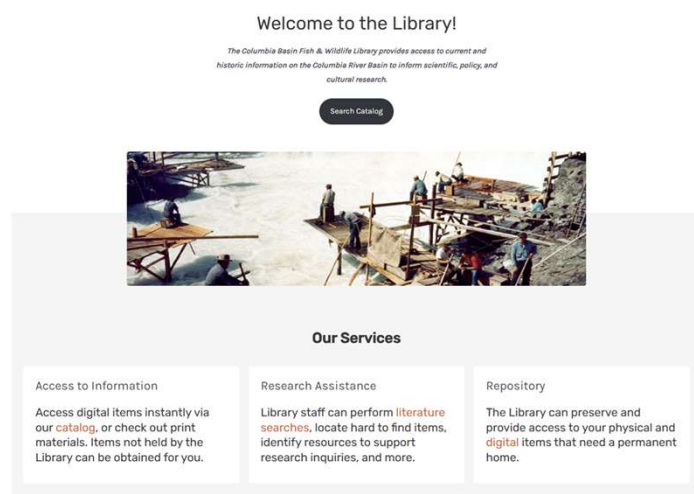 Welcome to the Library!
The Columbia Basin Fish & Wildlife Library provides access to current and
historic information on the Columbia River Basin to inform scientific, policy, and
cultural research.
Search Catalog
Our Services
Access to Information
Access digital items instantly via
our catalog, or check out print
materials. Items not held by the
Library can be obtained for you.
Research Assistance
Library staff can perform literature
searches, locate hard to find items,
identify resources to support
research inquiries, and more.
Repository
The Library can preserve and
provide access to your physical and
digital items that need a permanent
home.